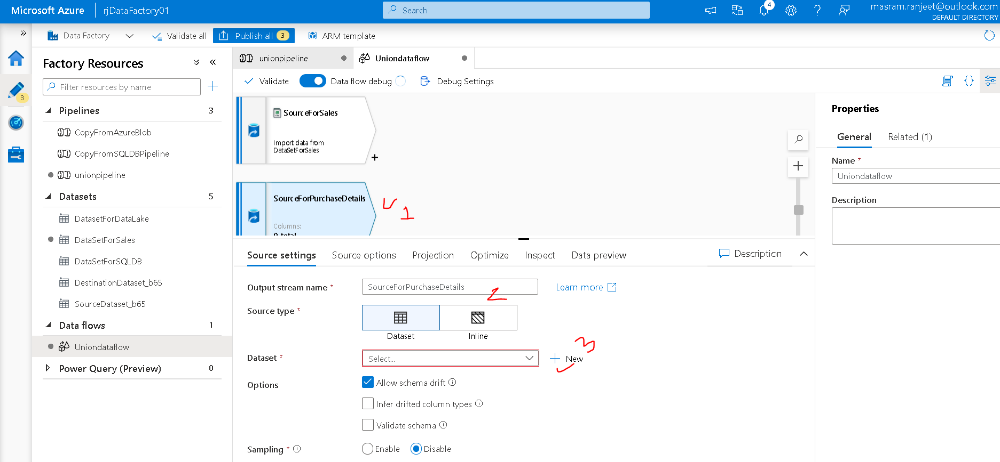 Microsoft Azure
rjDataFactory01
Search
4
masram.ranjeet@outlook.com
DEFAULT DIRECTORY
Data Factory
Validate all
Publish all 3
ARM template
3
Factory Resources
Filter resources by name
Pipelines 3
CopyFromAzureBlob
CopyFromSQLDBPipeline
unionpipeline
Datasets 5
DatasetForDataLake
DataSetForSales
DataSetForSQLDB
DestinationDataset_b65
SourceDataset_b65
Data flows 1
Uniondataflow
Power Query (Preview) 0
unionpipeline
Uniondataflow
Validate
Data flow debug
Debug Settings
SourceForSales
Import data from
DataSetForSales
SourceForPurchaseDetails
Columns:
0 total
1
Source settings
Source options
Projection
Optimize
Inspect
Data preview
Description
Output stream name *
SourceForPurchaseDetails
Learn more
2
Source type *
Dataset
Inline
3
Dataset *
Select...
New
Options
Allow schema drift
Infer drifted column types
Validate schema
Sampling *
Enable
Disable
Properties
General
Related (1)
Name *
Uniondataflow
Description